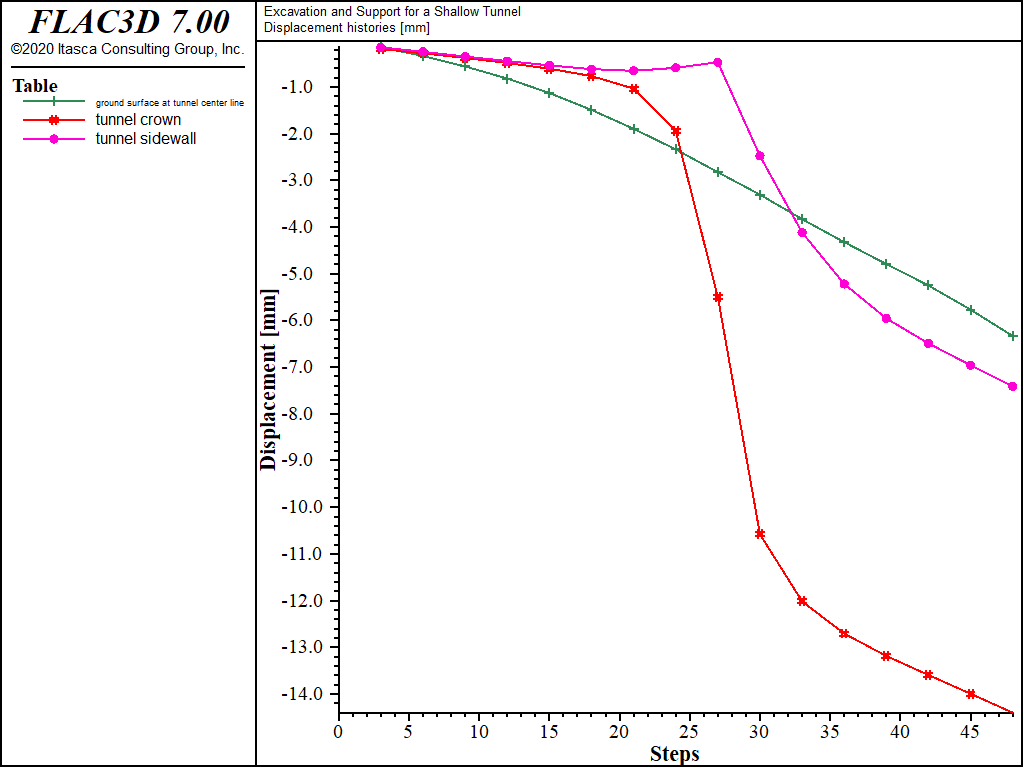 FLAC3D 7.00
©2020 Itasca Consulting Group, Inc.
Table
ground surface at tunnel center line
tunnel crown
tunnel sidewall
Excavation and Support for a Shallow Tunnel
Displacement histories [mm]
-1.0
-2.0
-3.0
-4.0
-5.0
-6.0
-7.0
-8.0
-9.0
-10.0
-11.0
-12.0
-13.0
-14.0
Displacement [mm]
0 5 10 15 20 25 30 35 40 45
Steps